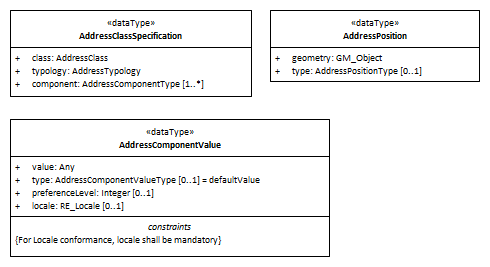 «dataType»
AddressClassSpecification
+ class: AddressClass
+ typology: AddressTypology
+ component: AddressComponentType [1..*]
«dataType»
AddressPosition
+ geometry: GM_Object
+ type: AddressPositionType [0..1]
«dataType»
AddressComponentValue
+ value: Any
+ type: AddressComponentValueType [0..1] = defaultValue
+ preferenceLevel: Integer [0..1]
+ locale: RE_Locale [0..1]
constraints
{For Locale conformance, locale shall be mandatory}